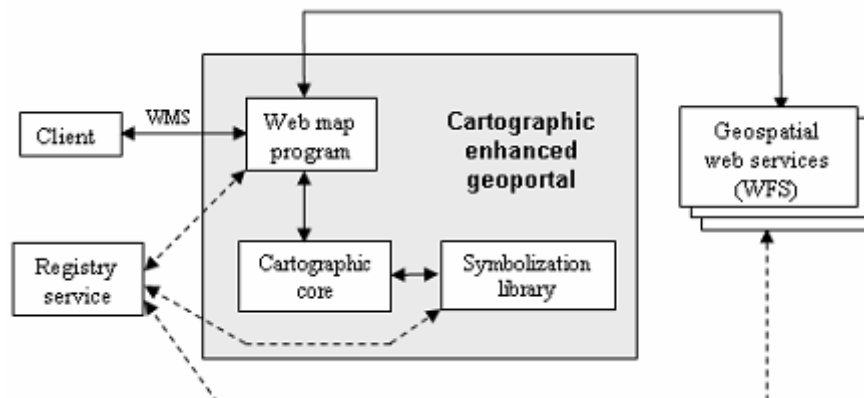 WMS
Client
Web map
program
Cartographic
enhanced
geoportal
Geospatial
web services
(WFS)
Registry
service
Cartographic
core
Symbolization
library